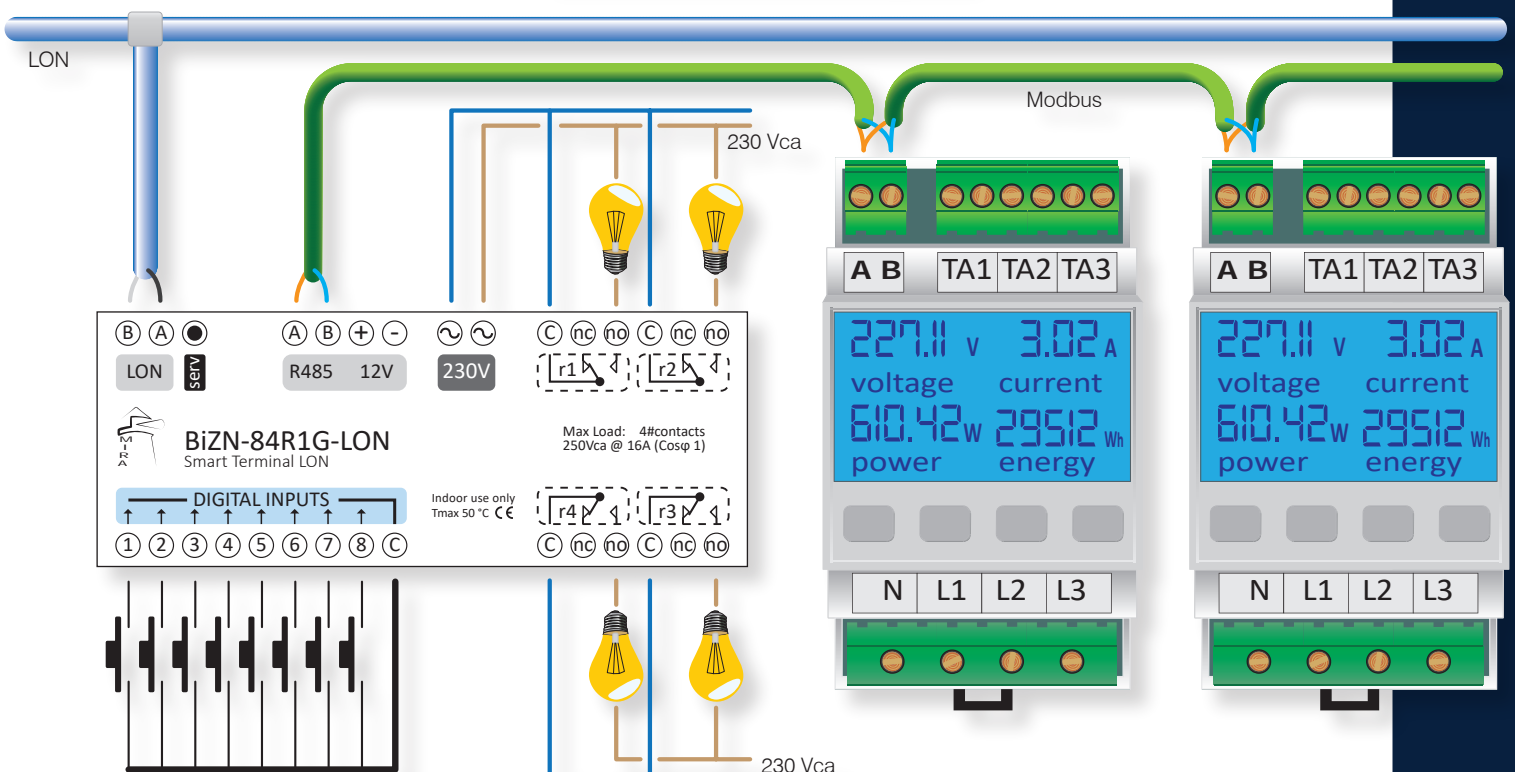 LON
Modbus
230 Vca
B A
A B + -
C nc no C nc no
LON serv
R485 12V
230V
r1 r2
MIRA
BiZN-84R1G-LON
Smart Terminal LON
Max Load: 4#contacts
250Vca @ 16A (Cosφ 1)
DIGITAL INPUTS
Indoor use only
Tmax 50 °C CE
r4 r3
1 2 3 4 5 6 7 8 C
C nc no C nc no
230 Vca
A B TA1 TA2 TA3
227.11 V 3.02 A
voltage current
610.42 W 29512 Wh
power energy
N L1 L2 L3
A B TA1 TA2 TA3
227.11 V 3.02 A
voltage current
610.42 W 29512 Wh
power energy
N L1 L2 L3